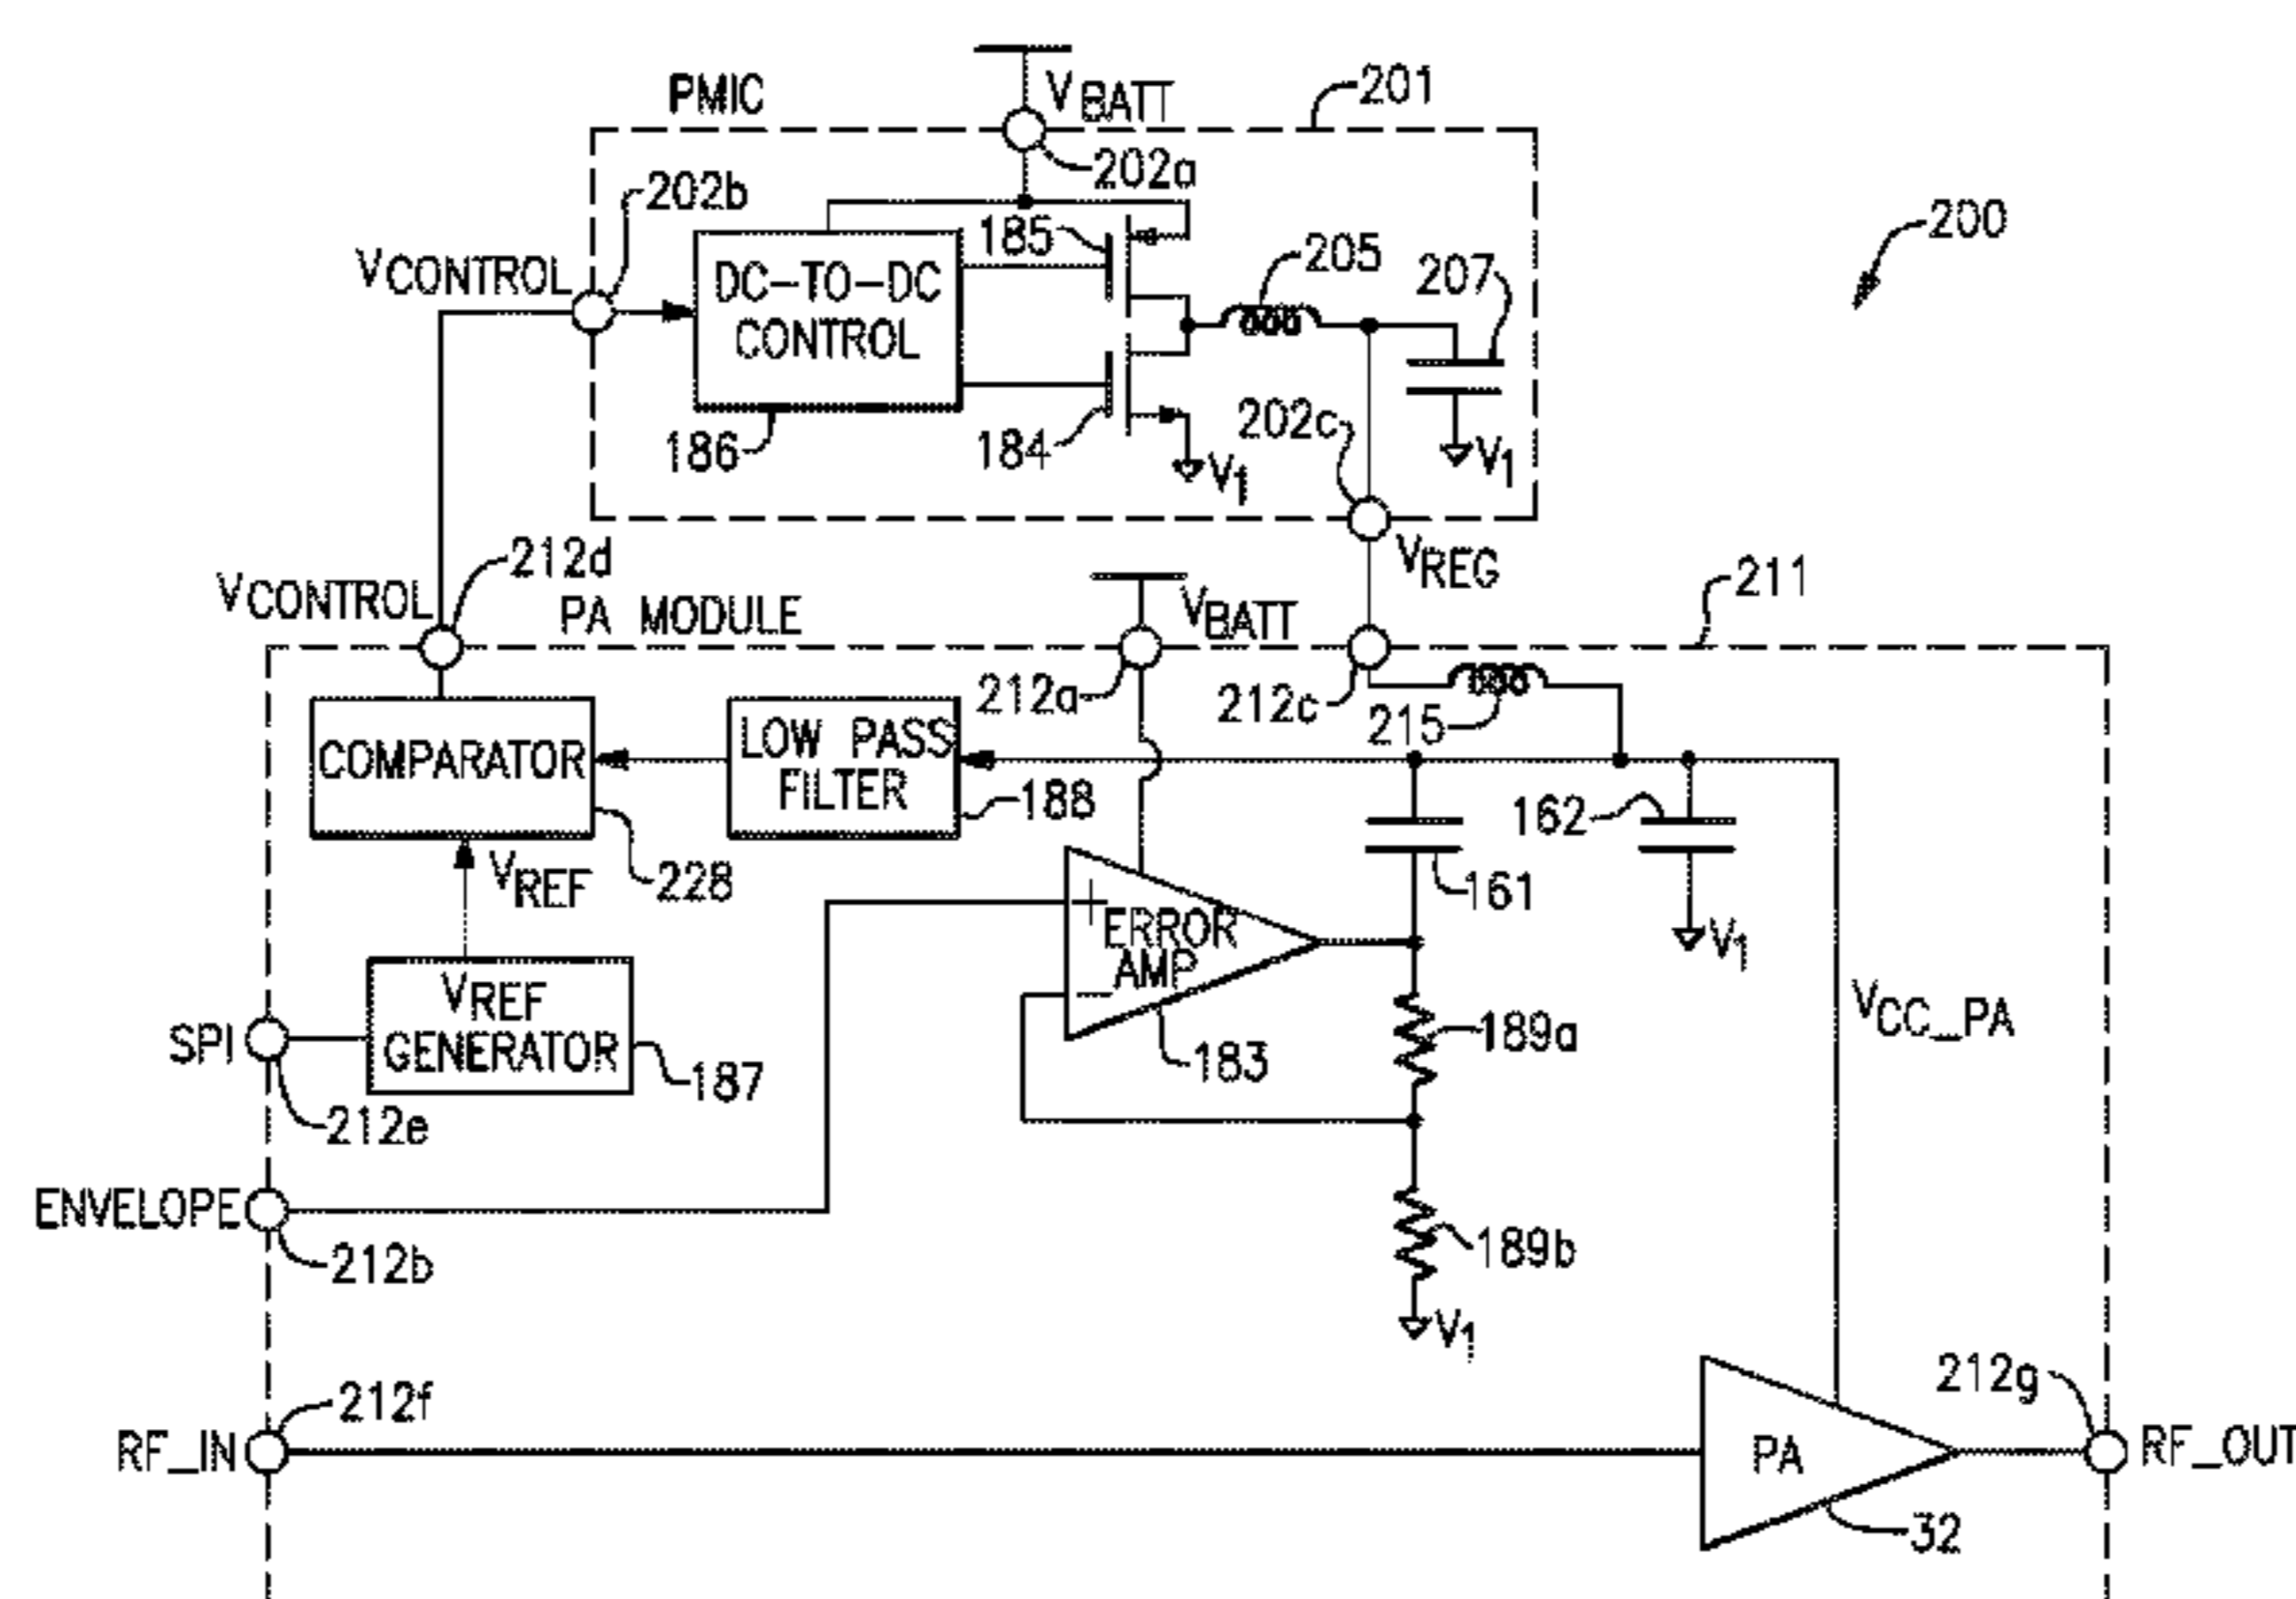 PMIC
VBATT
201
202a
202b
200
185
205
207
VCONTROL
DC-TO-DC
CONTROL
186
184
202c
V1
V1
VREG
212d
VCONTROL
PA MODULE
VBATT
211
212a
212c
215
COMPARATOR
LOW PASS
FILTER
188
162
161
228
VREF
ERROR
AMP
+
-
V1
VREF
GENERATOR
187
SPI
183
189a
VCC_PA
212e
ENVELOPE
212b
189b
V1
212f
212g
RF_IN
PA
RF_OUT
32